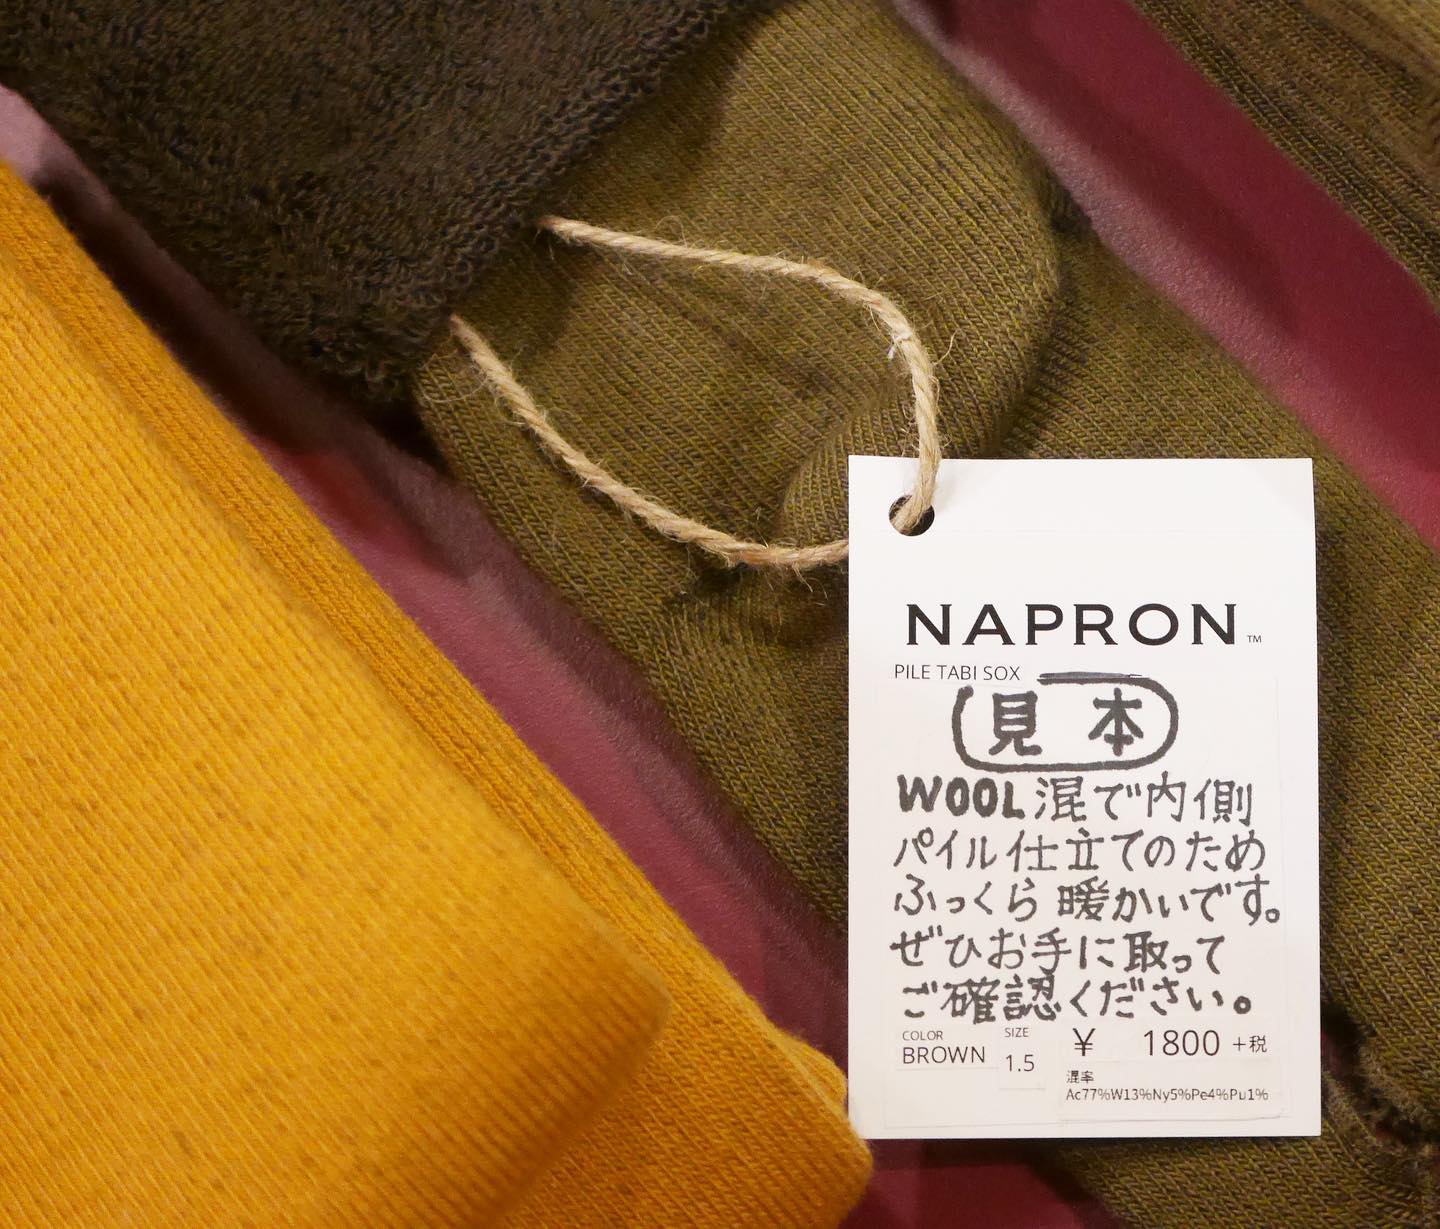 NAPRON™
PILE TABI SOX
見本
WOOL混で内側
パイル仕立てのため
ふっくら暖かいです。
ぜひお手に取って
ご確認ください。
COLOR SIZE
BROWN 1.5 ¥ 1800 +税
混率
Ac77%W13%Ny5%Pe4%Pu1%